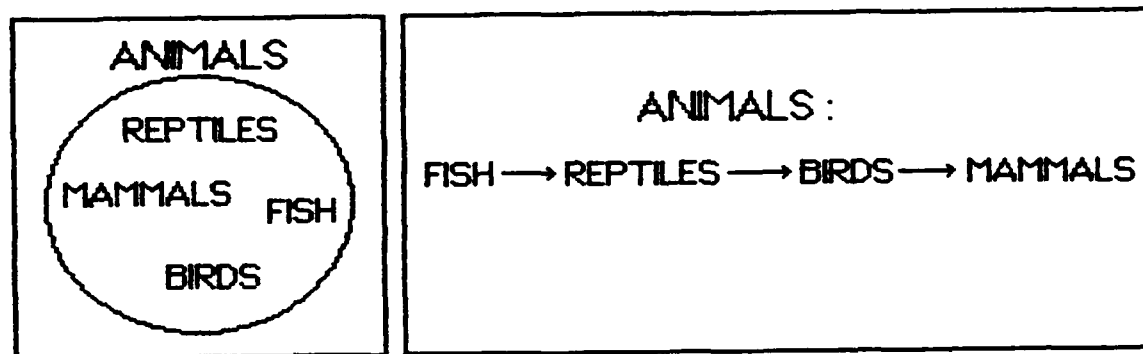 ANIMALS
REPTILES
MAMMALS
FISH
BIRDS
ANIMALS :
FISH → REPTILES → BIRDS → MAMMALS